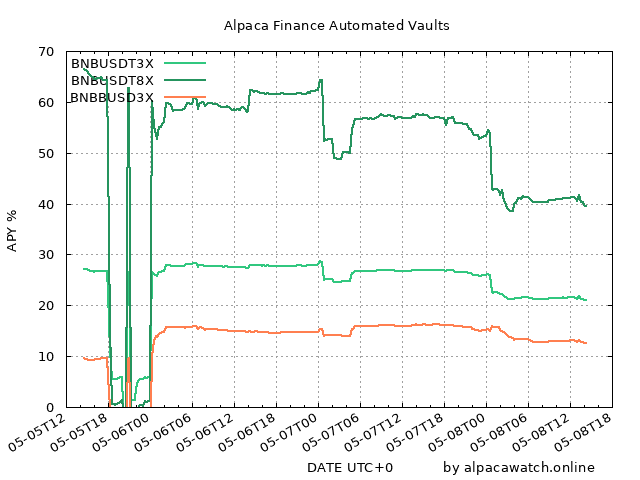 Alpaca Finance Automated Vaults
70
60
50
40
30
20
10
0
APY %
BNBUSDT3X
BNBUSDT8X
BNBBUSD3X
05-05T12
05-05T18
05-06T00
05-06T06
05-06T12
05-06T18
05-07T00
05-07T06
05-07T12
05-07T18
05-08T00
05-08T06
05-08T12
05-08T18
DATE UTC+0
by alpacawatch.online